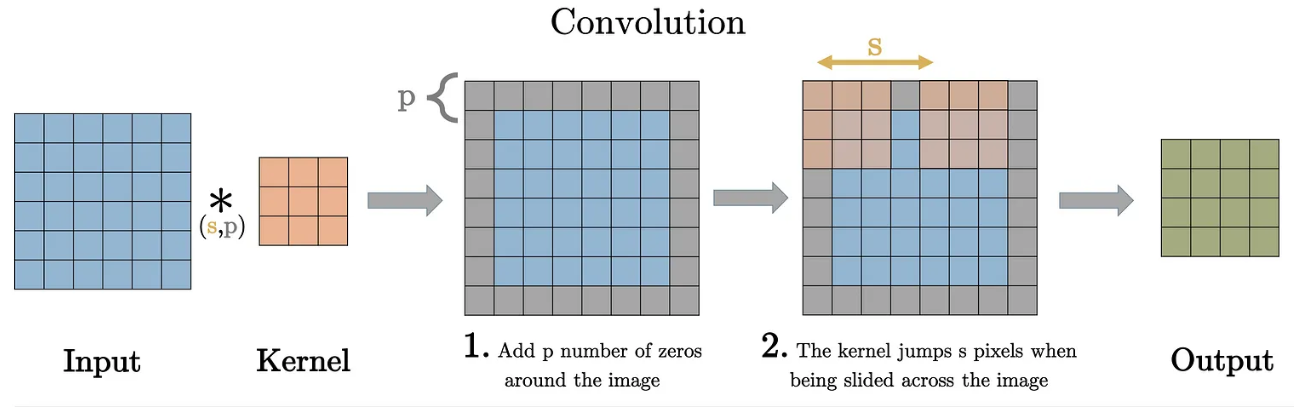 Convolution
s
p
*
(s,p)
Input
Kernel
1. Add p number of zeros
around the image
2. The kernel jumps s pixels when
being slided across the image
Output